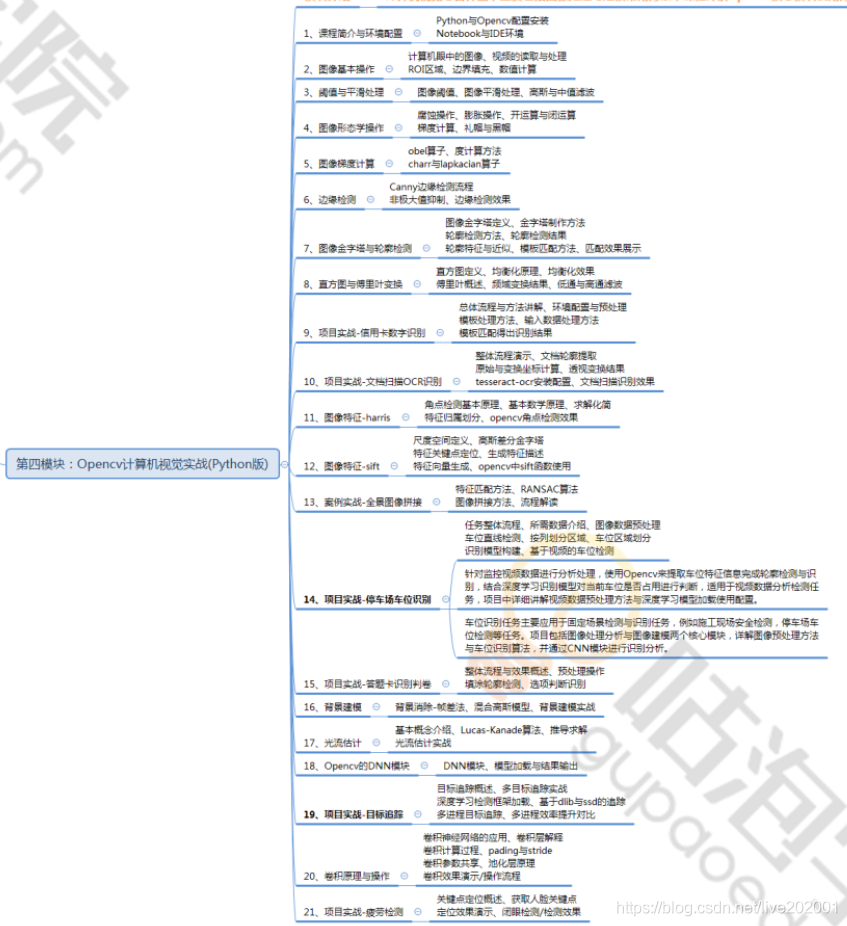 1、课程简介与环境配置
Python与Opencv配置安装
Notebook与IDE环境
2、图像基本操作
计算机眼中的图像、视频的读取与处理
ROI区域、边界填充、数值计算
3、阈值与平滑处理
图像阈值、图像平滑处理、高斯与中值滤波
4、图像形态学操作
腐蚀操作、膨胀操作、开运算与闭运算
梯度计算、礼帽与黑帽
5、图像梯度计算
obel算子、度计算方法
charr与lapkacian算子
6、边缘检测
Canny边缘检测流程
非极大值抑制、边缘检测效果
7、图像金字塔与轮廓检测
图像金字塔定义、金字塔制作方法
轮廓检测方法、轮廓检测结果
轮廓特征与近似、模板匹配方法、匹配效果展示
8、直方图与傅里叶变换
直方图定义、均衡化原理、均衡化效果
傅里叶概述、频域变换结果、低通与高通滤波
9、项目实战-信用卡数字识别
总体流程与方法讲解、环境配置与预处理
模板处理方法、输入数据处理方法
模板匹配得出识别结果
10、项目实战-文档扫描OCR识别
整体流程演示、文档轮廓提取
原始与变换坐标计算、透视变换结果
tesseract-ocr安装配置、文档扫描识别效果
11、图像特征-harris
角点检测基本原理、基本数学原理、求解化简
特征归属划分、opencv角点检测效果
第四模块：Opencv计算机视觉实战(Python版)
12、图像特征-sift
尺度空间定义、高斯差分金字塔
特征关键点定位、生成特征描述
特征向量生成、opencv中sift函数使用
13、案例实战-全景图像拼接
特征匹配方法、RANSAC算法
图像拼接方法、流程解读
14、项目实战-停车场车位识别
任务整体流程、所需数据介绍、图像数据预处理
车位直线检测、按列划分区域、车位区域划分
识别模型构建、基于视频的车位检测
针对监控视频数据进行分析处理，使用Opencv来提取车位特征信息完成轮廓检测与识
别，结合深度学习识别模型对当前车位是否占用进行判断，适用于视频数据分析检测任
务，项目中详细讲解视频数据预处理方法与深度学习模型加载使用配置。
车位识别任务主要应用于固定场景检测与识别任务，例如施工现场安全检测，停车场车
位检测等任务。项目包括图像处理分析与图像建模两个核心模块，详解图像预处理方法
与车位识别算法，并通过CNN模块进行识别分析。
15、项目实战-答题卡识别判卷
整体流程与效果概述、预处理操作
填涂轮廓检测、选项判断识别
16、背景建模
背景消除-帧差法、混合高斯模型、背景建模实战
17、光流估计
基本概念介绍、Lucas-Kanade算法、推导求解
光流估计实战
18、Opencv的DNN模块
DNN模块、模型加载与结果输出
19、项目实战-目标追踪
目标追踪概述、多目标追踪实战
深度学习检测框架加载、基于dlib与ssd的追踪
多进程目标追踪、多进程效率提升对比
20、卷积原理与操作
卷积神经网络的应用、卷积层解释
卷积计算过程、pading与stride
卷积参数共享、池化层原理
卷积效果演示/操作流程
21、项目实战-疲劳检测
关键点定位概述、获取人脸关键点
定位效果演示、闭眼检测/检测效果
院
om
咕泡学
gupaoe
https://blog.csdn.net/live202001